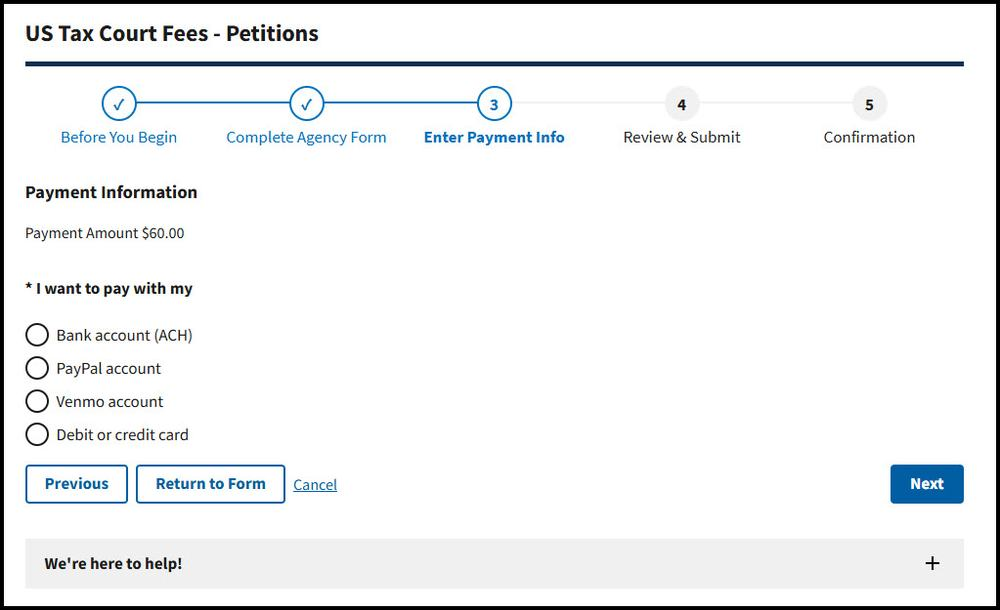 US Tax Court Fees - Petitions
✓ ✓ 3 4 5
Before You Begin Complete Agency Form Enter Payment Info Review & Submit Confirmation
Payment Information
Payment Amount $60.00
* I want to pay with my
Bank account (ACH)
PayPal account
Venmo account
Debit or credit card
Previous Return to Form Cancel Next
We're here to help! +